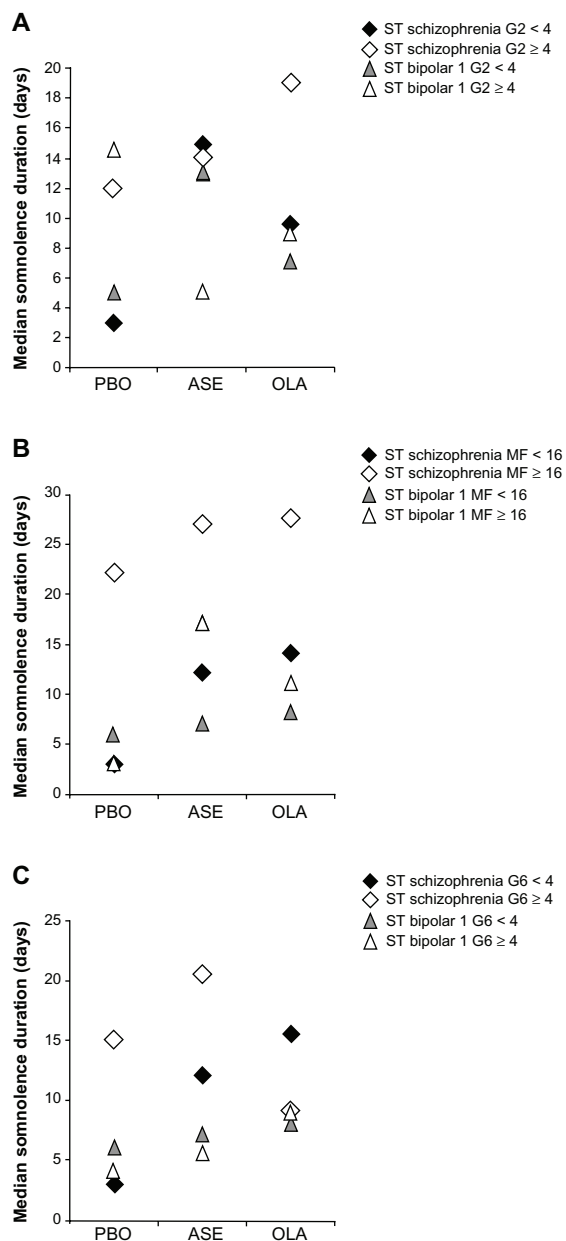 A
ST schizophrenia G2 < 4
ST schizophrenia G2 ≥ 4
ST bipolar 1 G2 < 4
ST bipolar 1 G2 ≥ 4
Median somnolence duration (days)
20
18
16
14
12
10
8
6
4
2
0
PBO ASE OLA
B
ST schizophrenia MF < 16
ST schizophrenia MF ≥ 16
ST bipolar 1 MF < 16
ST bipolar 1 MF ≥ 16
Median somnolence duration (days)
30
25
20
15
10
5
0
PBO ASE OLA
C
ST schizophrenia G6 < 4
ST schizophrenia G6 ≥ 4
ST bipolar 1 G6 < 4
ST bipolar 1 G6 ≥ 4
Median somnolence duration (days)
25
20
15
10
5
0
PBO ASE OLA